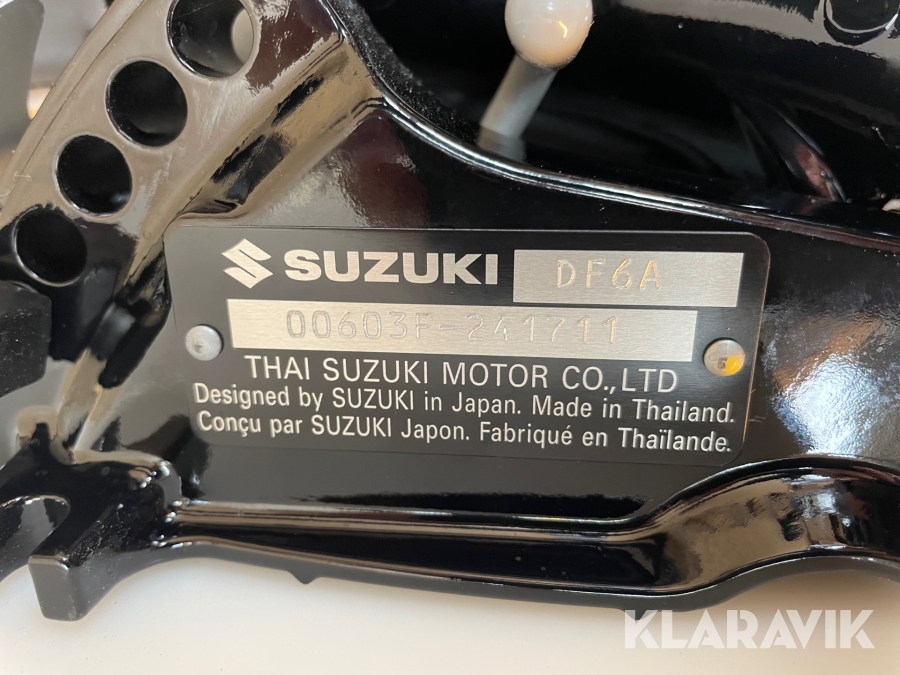 SUZUKI DF6A
00603F-241711
THAI SUZUKI MOTOR CO., LTD
Designed by SUZUKI in Japan. Made in Thailand.
Conçu par SUZUKI Japon. Fabriqué en Thaïlande.
KLARAVIK